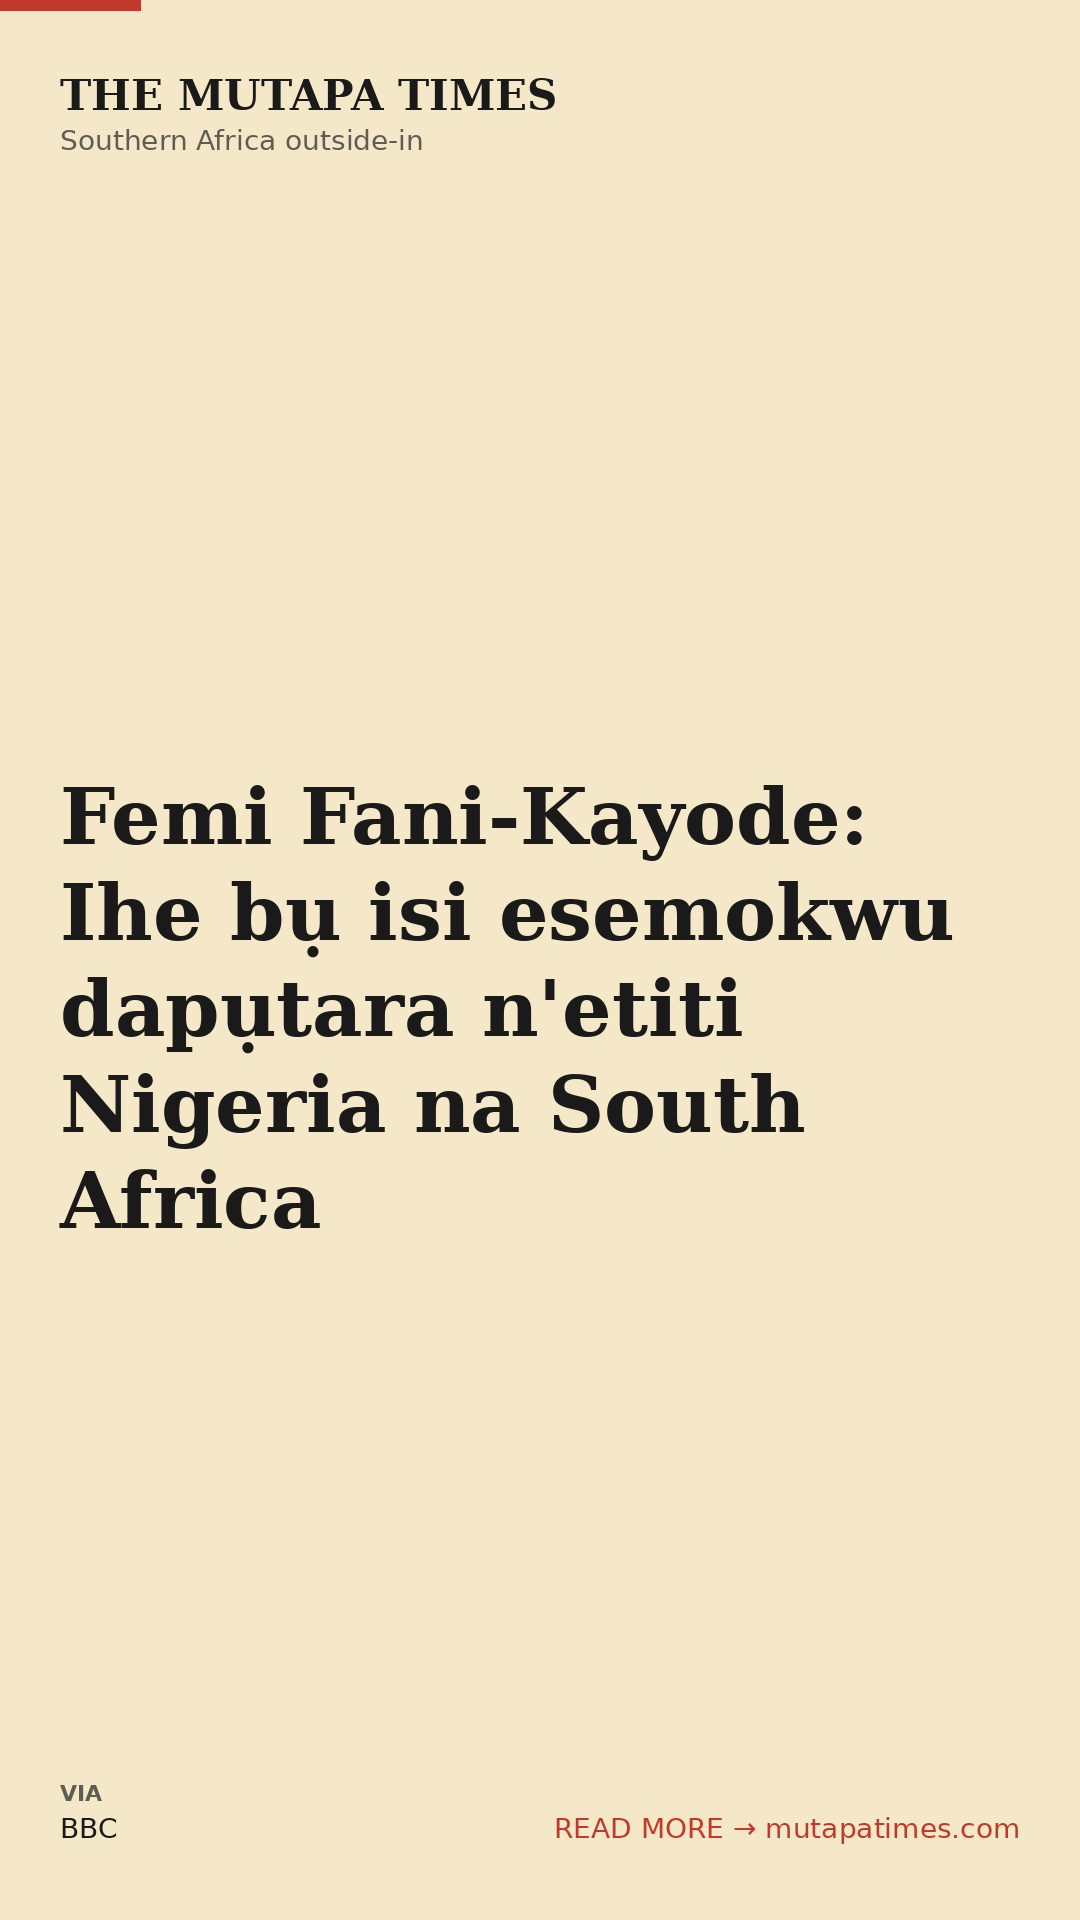 THE MUTAPA TIMES
Southern Africa outside-in
Femi Fani-Kayode:
Ihe bụ isi esemokwu
dapụtara n'etiti
Nigeria na South
Africa
VIA
BBC
READ MORE → mutapatimes.com